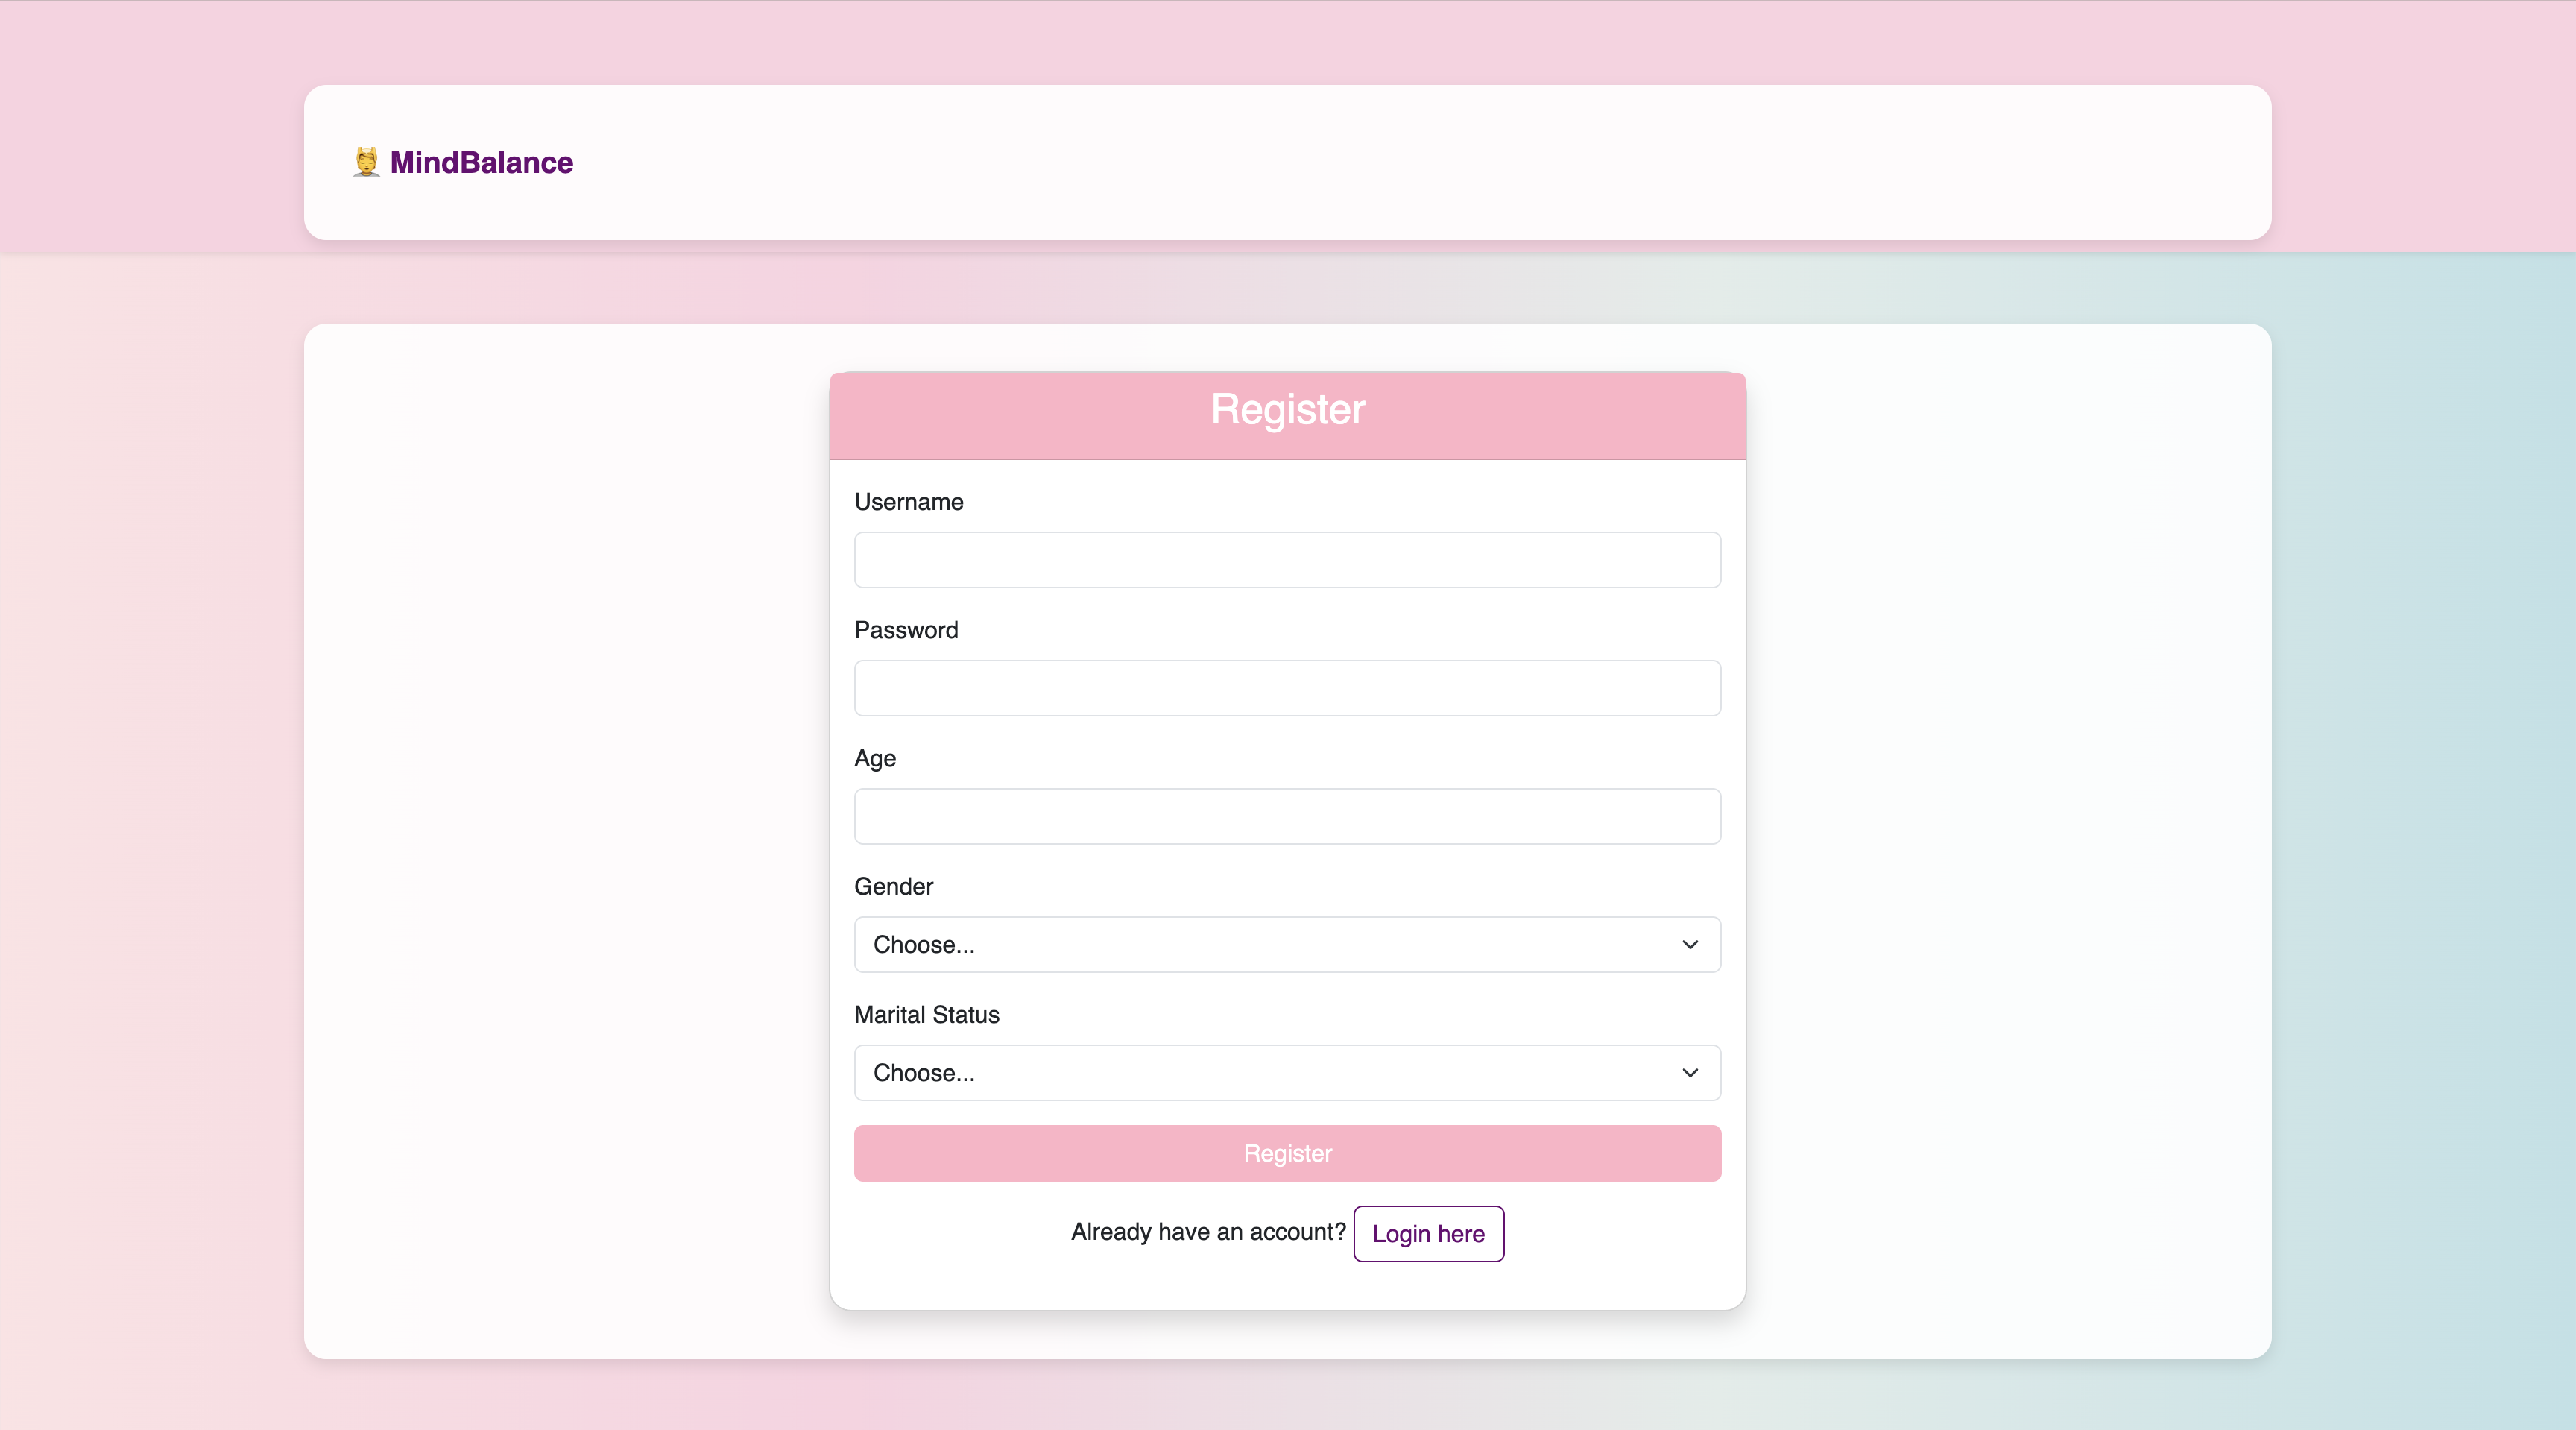 MindBalance
Register
Username
Password
Age
Gender
Choose...
Marital Status
Choose...
Register
Already have an account? Login here